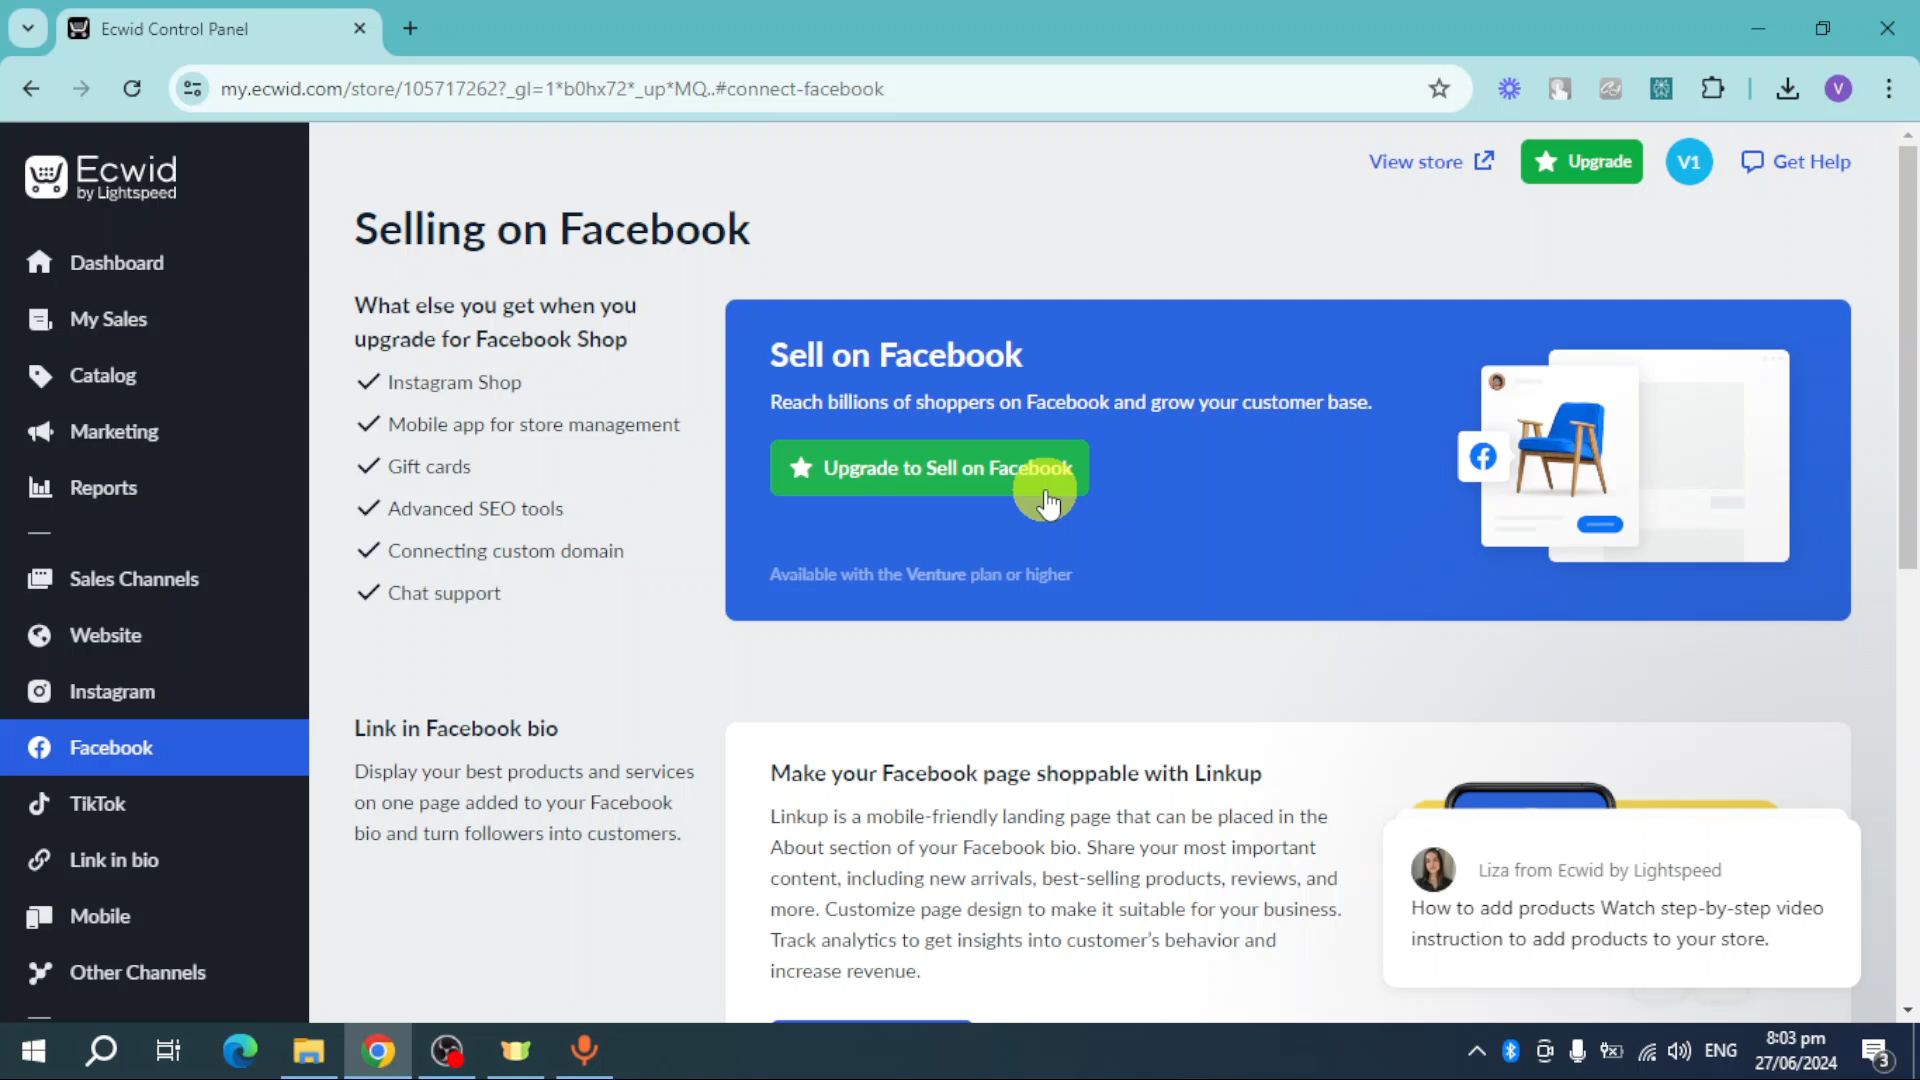 Ecwid Control Panel
my.ecwid.com/store/105717262?_gl=1*b0hx72*_up*MQ..#connect-facebook
V
Ecwid
by Lightspeed
View store
Upgrade
V1
Get Help
Dashboard
My Sales
Catalog
Marketing
Reports
Sales Channels
Website
Instagram
Facebook
TikTok
Link in bio
Mobile
Other Channels
Selling on Facebook
What else you get when you
upgrade for Facebook Shop
Instagram Shop
Mobile app for store management
Gift cards
Advanced SEO tools
Connecting custom domain
Chat support
Sell on Facebook
Reach billions of shoppers on Facebook and grow your customer base.
Upgrade to Sell on Facebook
Available with the Venture plan or higher
Link in Facebook bio
Display your best products and services
on one page added to your Facebook
bio and turn followers into customers.
Make your Facebook page shoppable with Linkup
Linkup is a mobile-friendly landing page that can be placed in the
About section of your Facebook bio. Share your most important
content, including new arrivals, best-selling products, reviews, and
more. Customize page design to make it suitable for your business.
Track analytics to get insights into customer's behavior and
increase revenue.
Liza from Ecwid by Lightspeed
How to add products Watch step-by-step video
instruction to add products to your store.
ENG
8:03 pm
27/06/2024
3